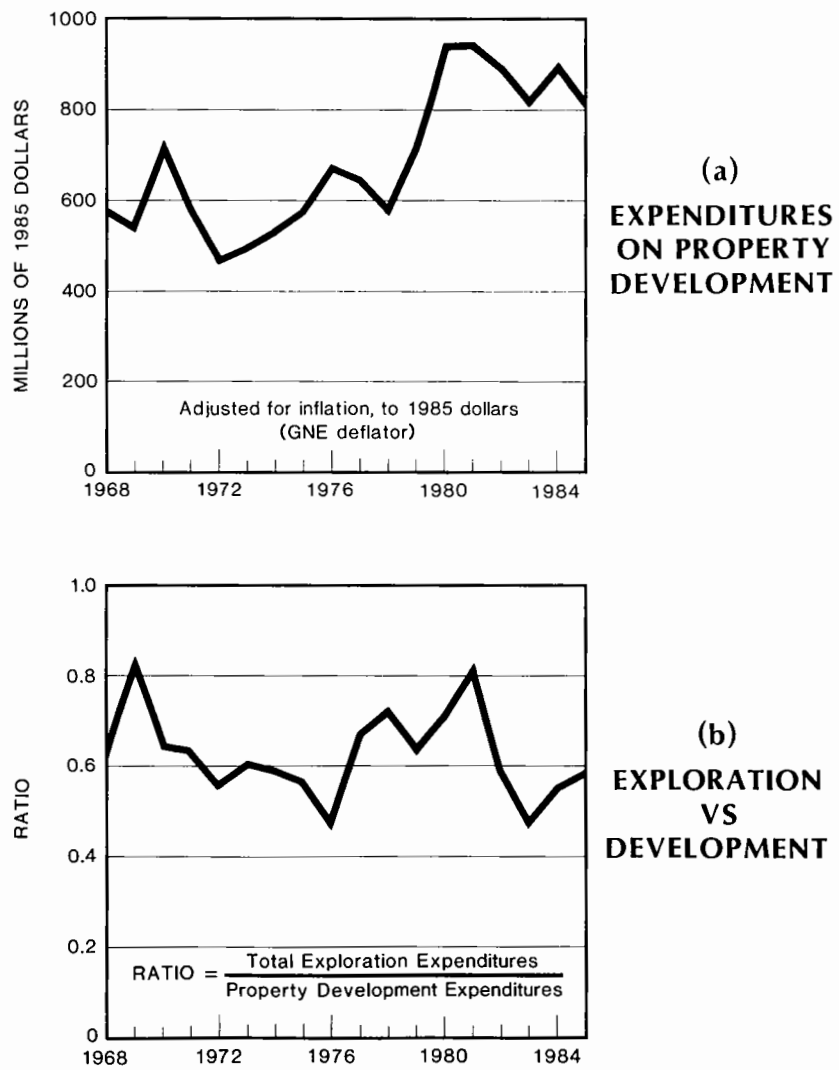 1000
800
600
400
200
0
MILLIONS OF 1985 DOLLARS
Adjusted for inflation, to 1985 dollars
(GNE deflator)
1968 1972 1976 1980 1984
(a)
EXPENDITURES
ON PROPERTY
DEVELOPMENT
1.0
0.8
0.6
0.4
0.2
0
RATIO
RATIO = Total Exploration Expenditures
Property Development Expenditures
1968 1972 1976 1980 1984
(b)
EXPLORATION
VS
DEVELOPMENT